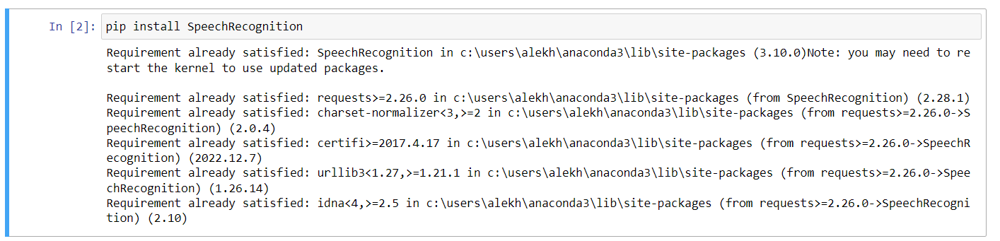 In [2]: pip install SpeechRecognition
Requirement already satisfied: SpeechRecognition in c:\users\alekh\anaconda3\lib\site-packages (3.10.0)Note: you may need to re
start the kernel to use updated packages.
Requirement already satisfied: requests>=2.26.0 in c:\users\alekh\anaconda3\lib\site-packages (from SpeechRecognition) (2.28.1)
Requirement already satisfied: charset-normalizer<3,>=2 in c:\users\alekh\anaconda3\lib\site-packages (from requests>=2.26.0->S
peechRecognition) (2.0.4)
Requirement already satisfied: certifi>=2017.4.17 in c:\users\alekh\anaconda3\lib\site-packages (from requests>=2.26.0->SpeechR
ecognition) (2022.12.7)
Requirement already satisfied: urllib3<1.27,>=1.21.1 in c:\users\alekh\anaconda3\lib\site-packages (from requests>=2.26.0->Spee
chRecognition) (1.26.14)
Requirement already satisfied: idna<4,>=2.5 in c:\users\alekh\anaconda3\lib\site-packages (from requests>=2.26.0->SpeechRecogni
tion) (2.10)